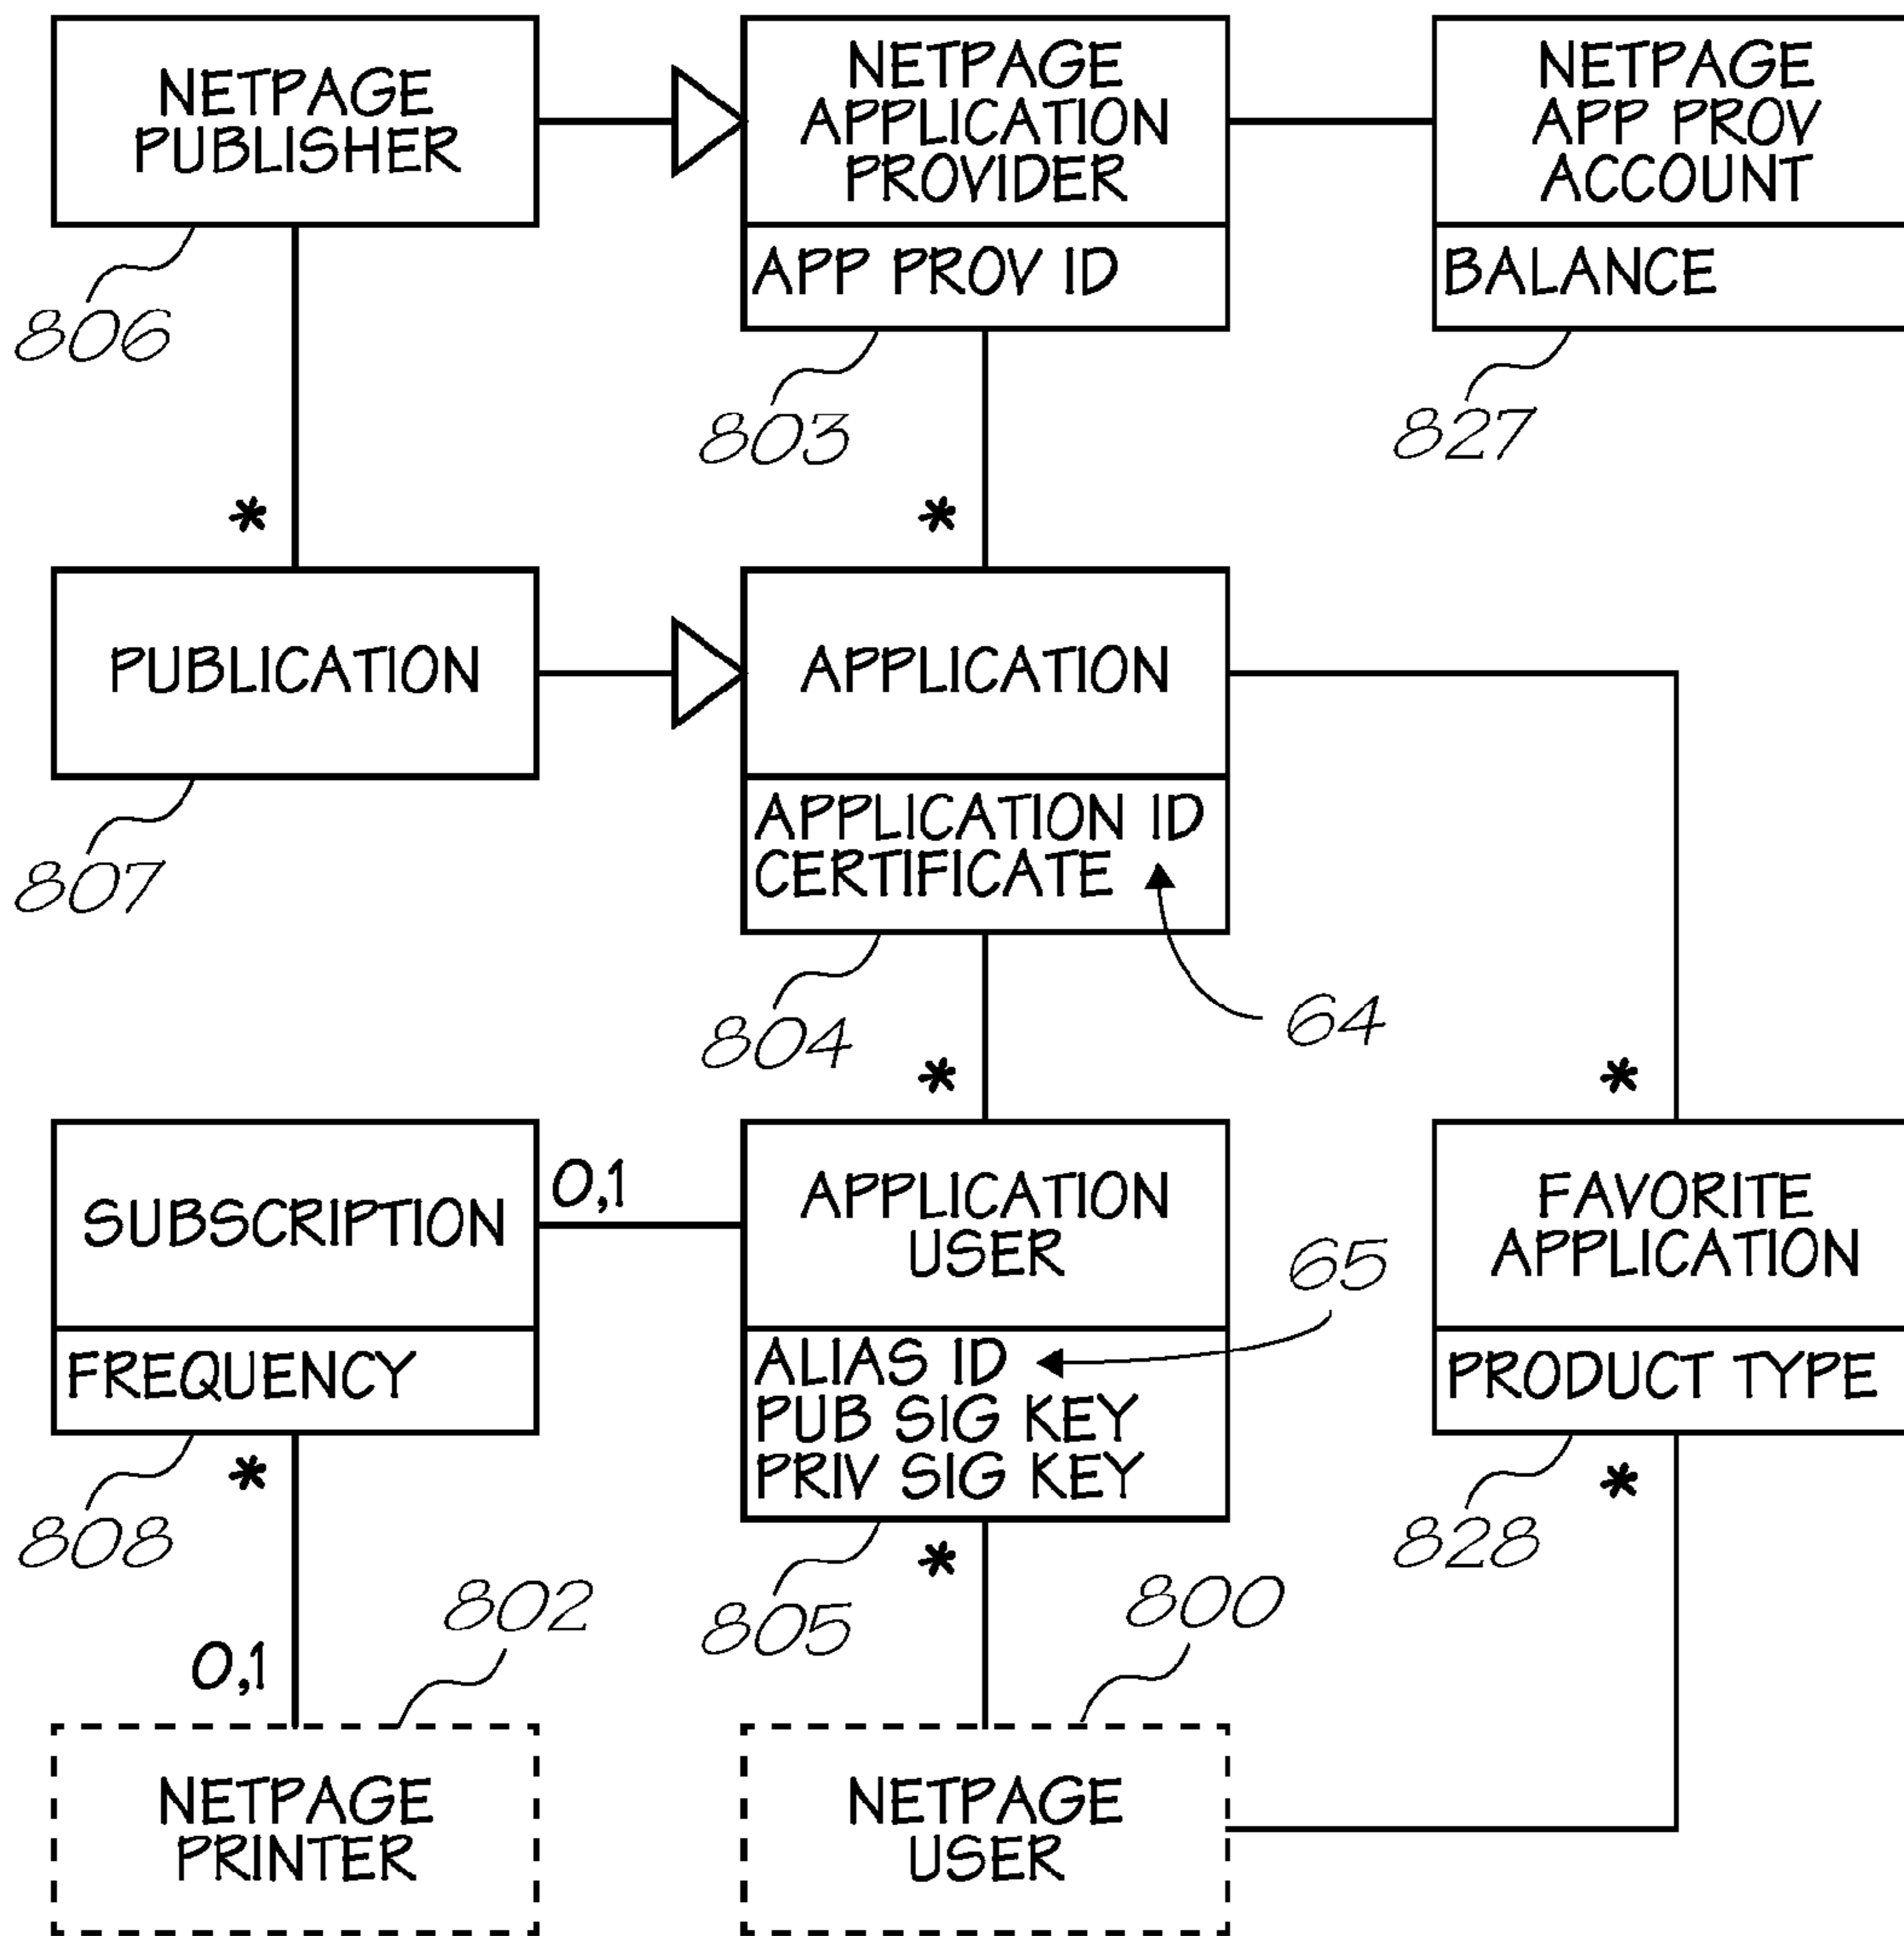 NETPAGE
PUBLISHER
NETPAGE
APPLICATION
PROVIDER
NETPAGE
APP PROV
ACCOUNT
APP PROV ID
BALANCE
806
803
827
*
*
PUBLICATION
APPLICATION
APPLICATION ID
CERTIFICATE
807
804
64
*
*
SUBSCRIPTION
0,1
APPLICATION
USER
FAVORITE
APPLICATION
65
FREQUENCY
ALIAS ID
PUB SIG KEY
PRIV SIG KEY
PRODUCT TYPE
808
*
805
*
828
*
802
800
0,1
NETPAGE
PRINTER
NETPAGE
USER